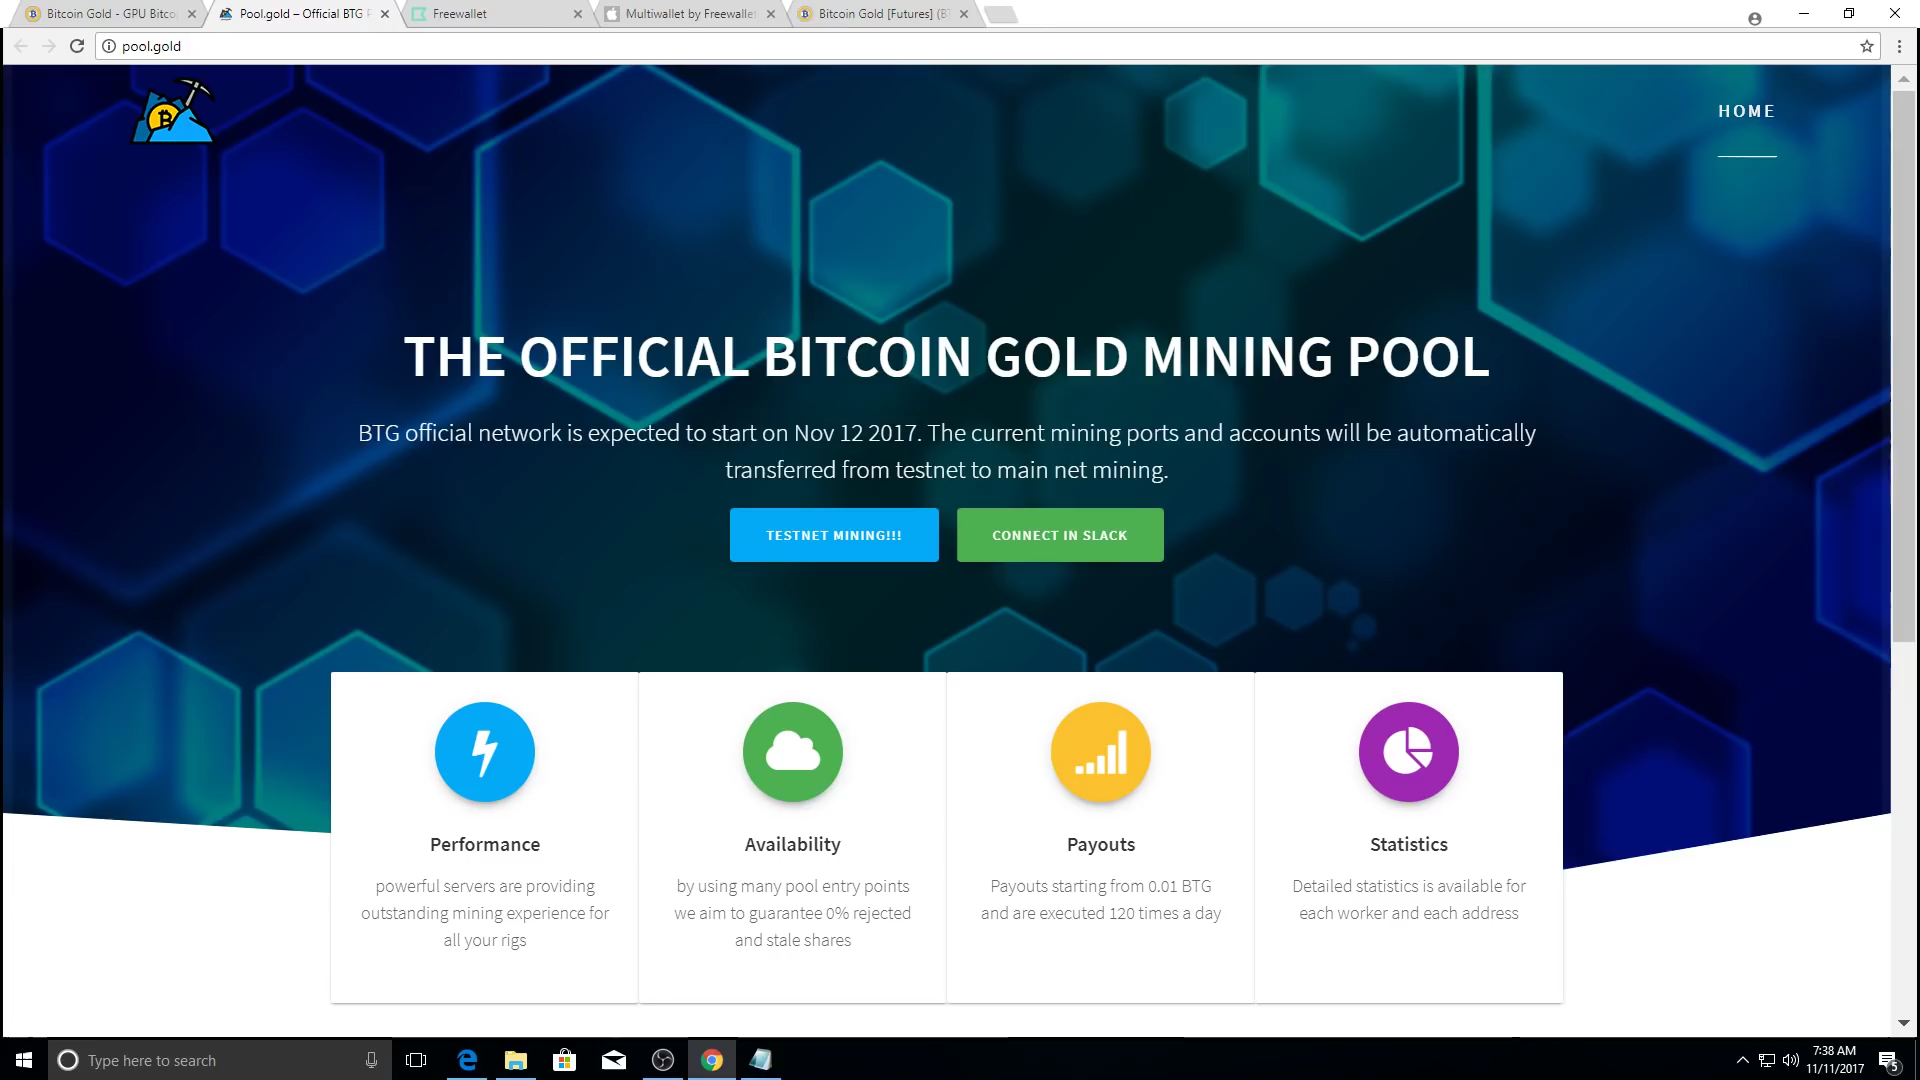 Bitcoin Gold - GPU Bitco
Pool.gold – Official BTG P
Freewallet
Multiwallet by Freewallet
Bitcoin Gold [Futures] (B
pool.gold
HOME
THE OFFICIAL BITCOIN GOLD MINING POOL
BTG official network is expected to start on Nov 12 2017. The current mining ports and accounts will be automatically
transferred from testnet to main net mining.
TESTNET MINING!!!
CONNECT IN SLACK
Performance
powerful servers are providing
outstanding mining experience for
all your rigs
Availability
by using many pool entry points
we aim to guarantee 0% rejected
and stale shares
Payouts
Payouts starting from 0.01 BTG
and are executed 120 times a day
Statistics
Detailed statistics is available for
each worker and each address
Type here to search
7:38 AM
11/11/2017
5